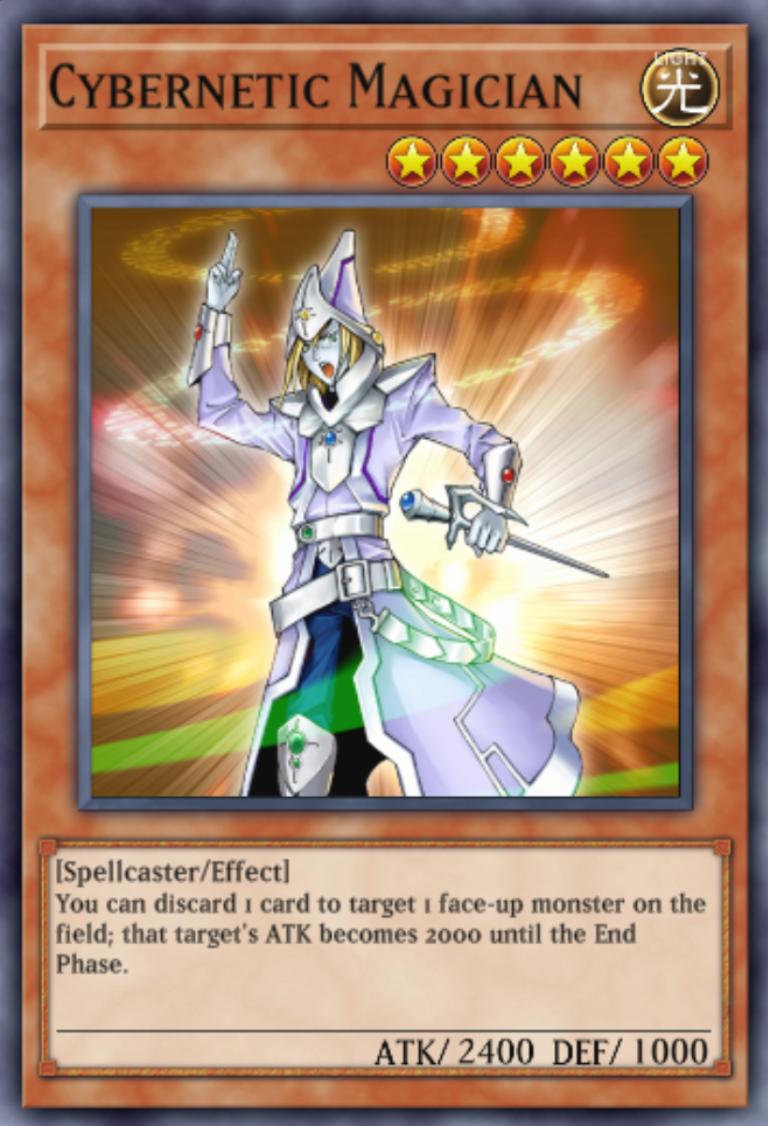 Cybernetic Magician
LIGHT
光
[Spellcaster/Effect]
You can discard 1 card to target 1 face-up monster on the
field; that target's ATK becomes 2000 until the End
Phase.
ATK/ 2400 DEF/ 1000